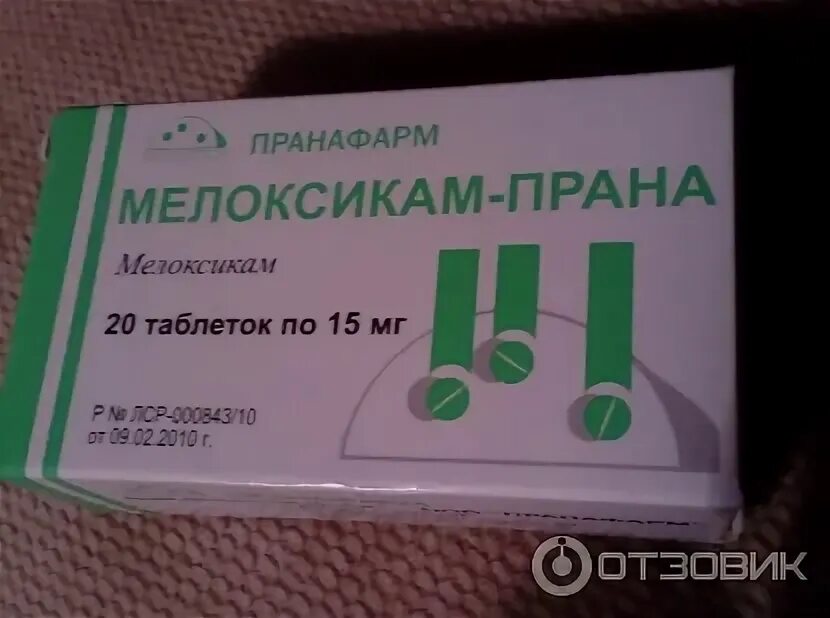 ПРАНАФАРМ
МЕЛОКСИКАМ-ПРАНА
Мелоксикам
20 таблеток по 15 мг
Р № ЛСР-000843/10
от 09.02.2010 г.
ОТЗОВИК